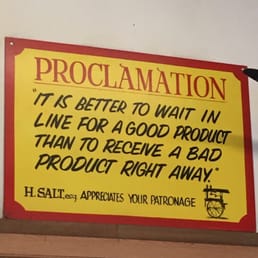 PROCLAMATION
"IT IS BETTER TO WAIT IN
LINE FOR A GOOD PRODUCT
THAN TO RECEIVE A BAD
PRODUCT RIGHT AWAY."
H. SALT, esq APPRECIATES YOUR PATRONAGE